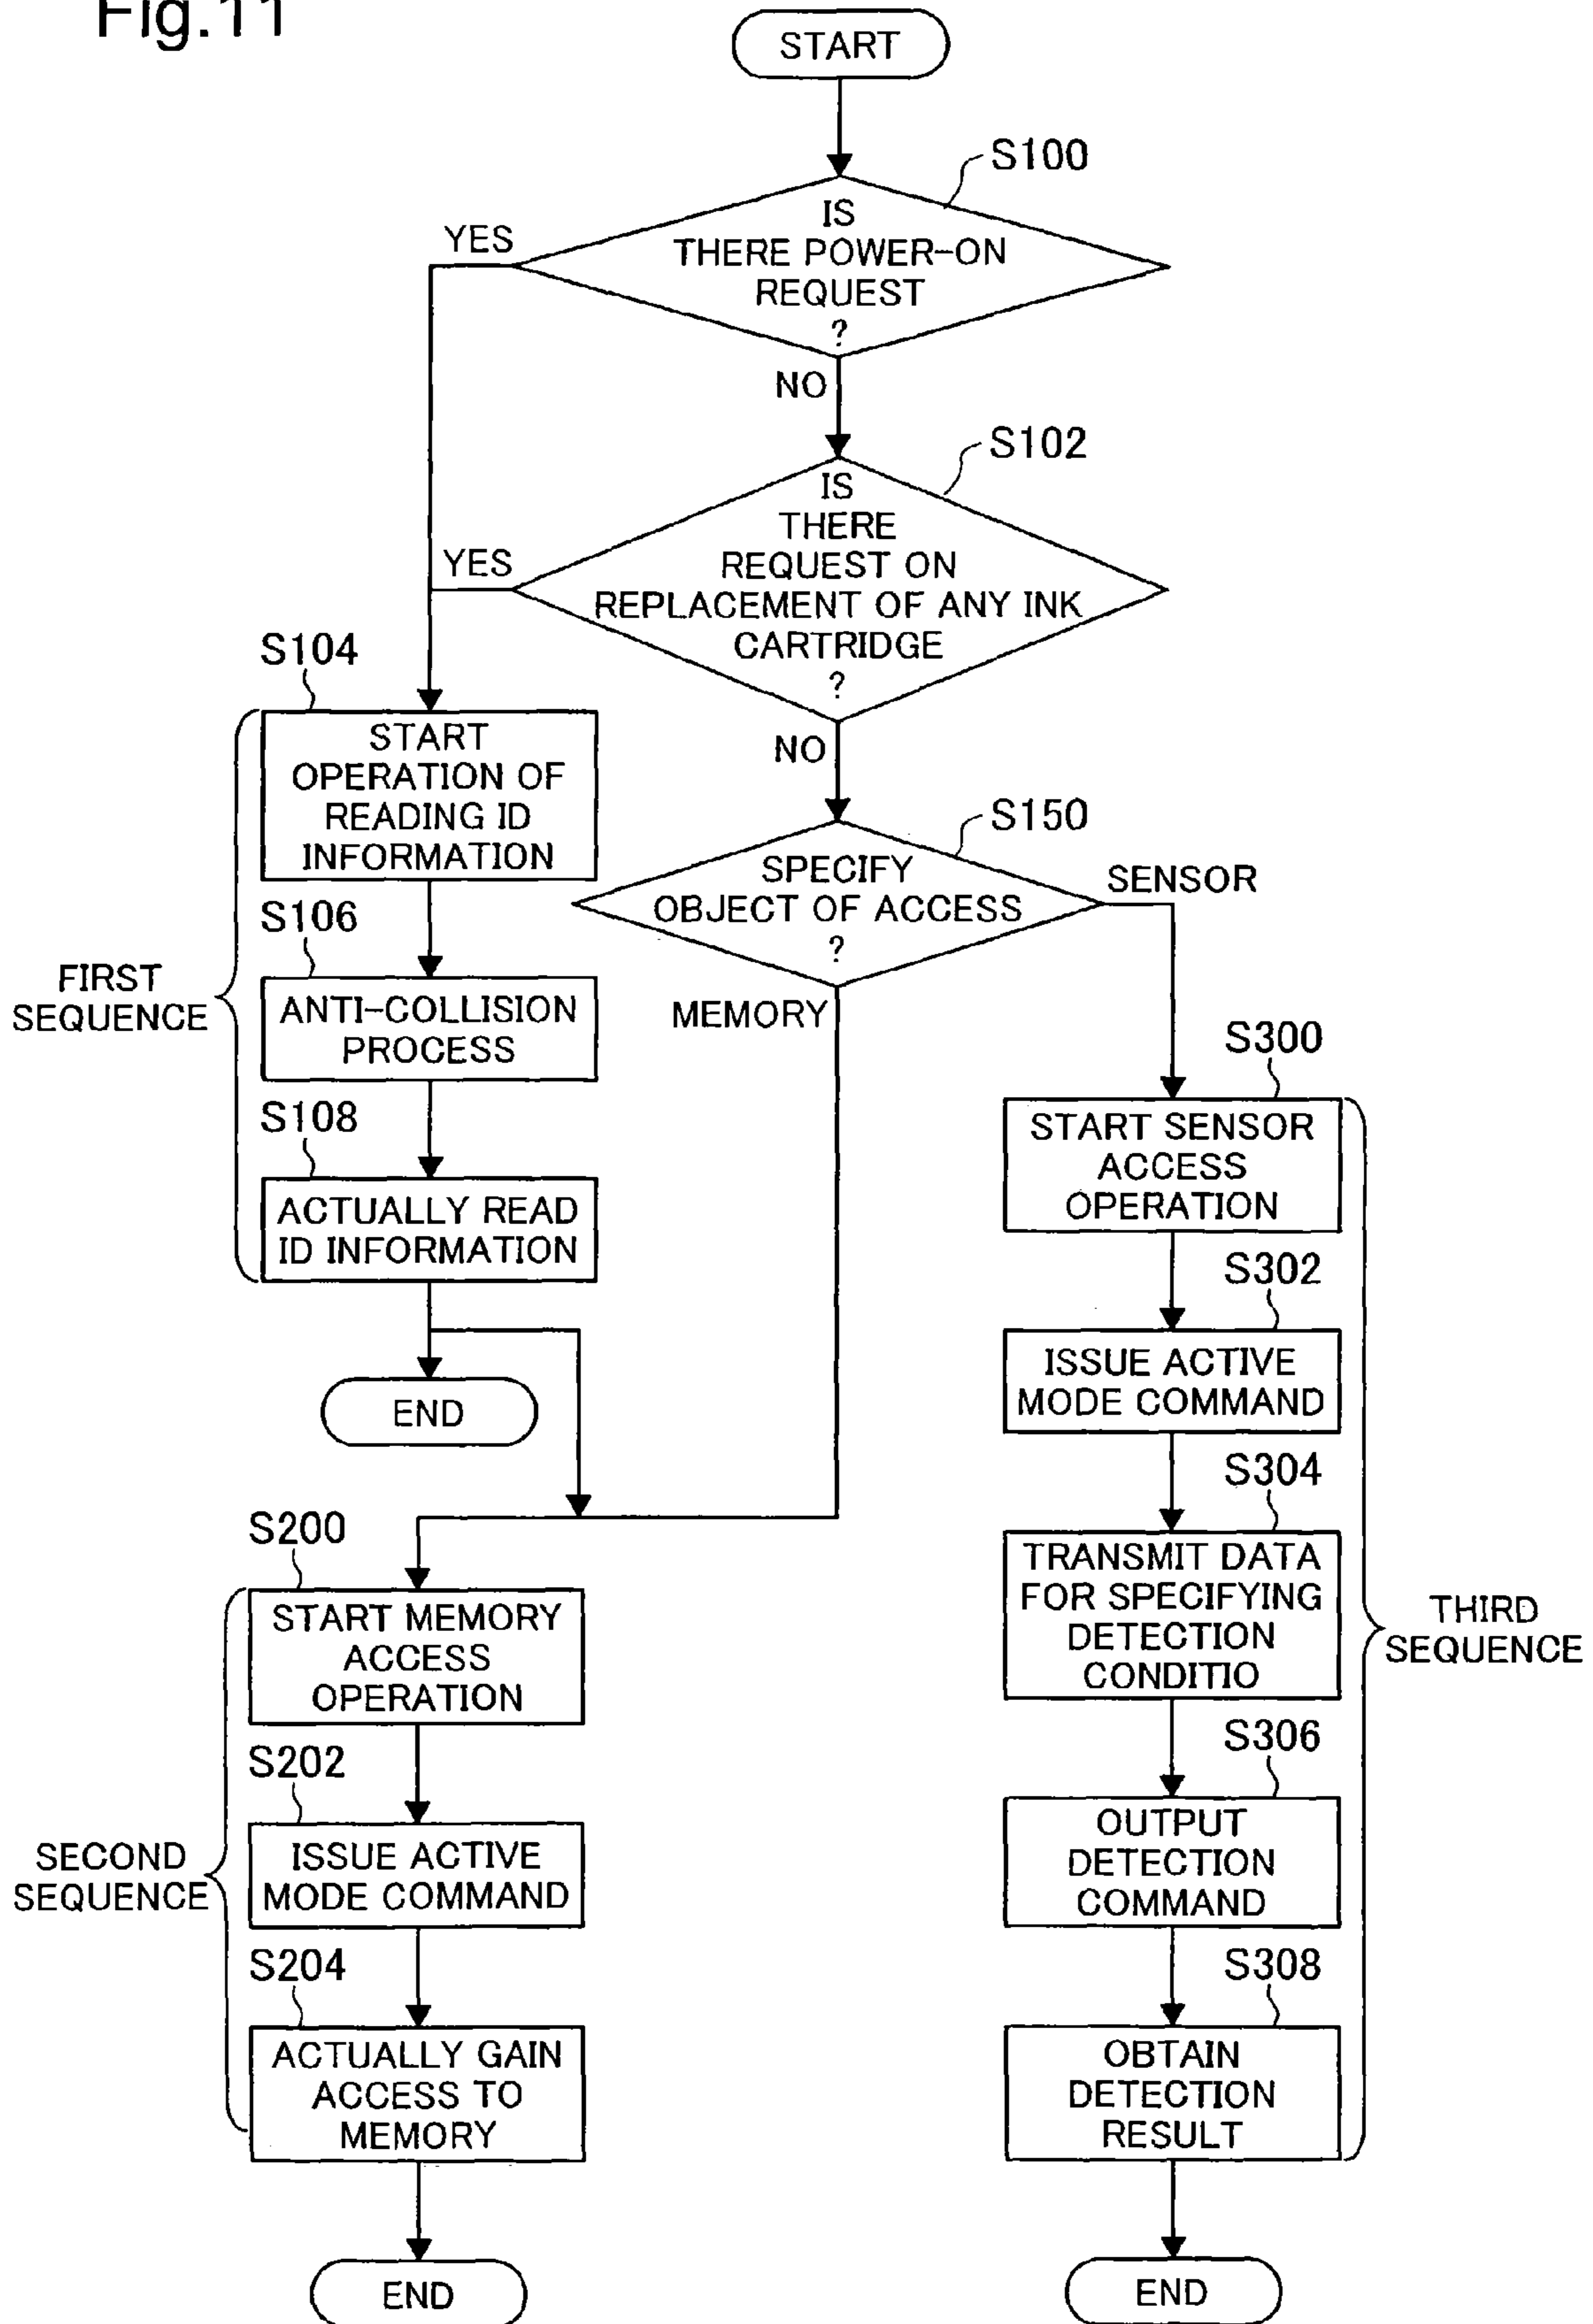 Fig.11
START
S100
IS
THERE POWER-ON
REQUEST
?
YES
NO
S102
IS
THERE
REQUEST ON
REPLACEMENT OF ANY INK
CARTRIDGE
?
YES
NO
S104
START
OPERATION OF
READING ID
INFORMATION
S106
ANTI-COLLISION
PROCESS
S108
ACTUALLY READ
ID INFORMATION
FIRST
SEQUENCE
END
S150
SPECIFY
OBJECT OF ACCESS
?
SENSOR
MEMORY
S200
START MEMORY
ACCESS
OPERATION
S202
ISSUE ACTIVE
MODE COMMAND
S204
ACTUALLY GAIN
ACCESS TO
MEMORY
SECOND
SEQUENCE
END
S300
START SENSOR
ACCESS
OPERATION
S302
ISSUE ACTIVE
MODE COMMAND
S304
TRANSMIT DATA
FOR SPECIFYING
DETECTION
CONDITIO
S306
OUTPUT
DETECTION
COMMAND
S308
OBTAIN
DETECTION
RESULT
THIRD
SEQUENCE
END